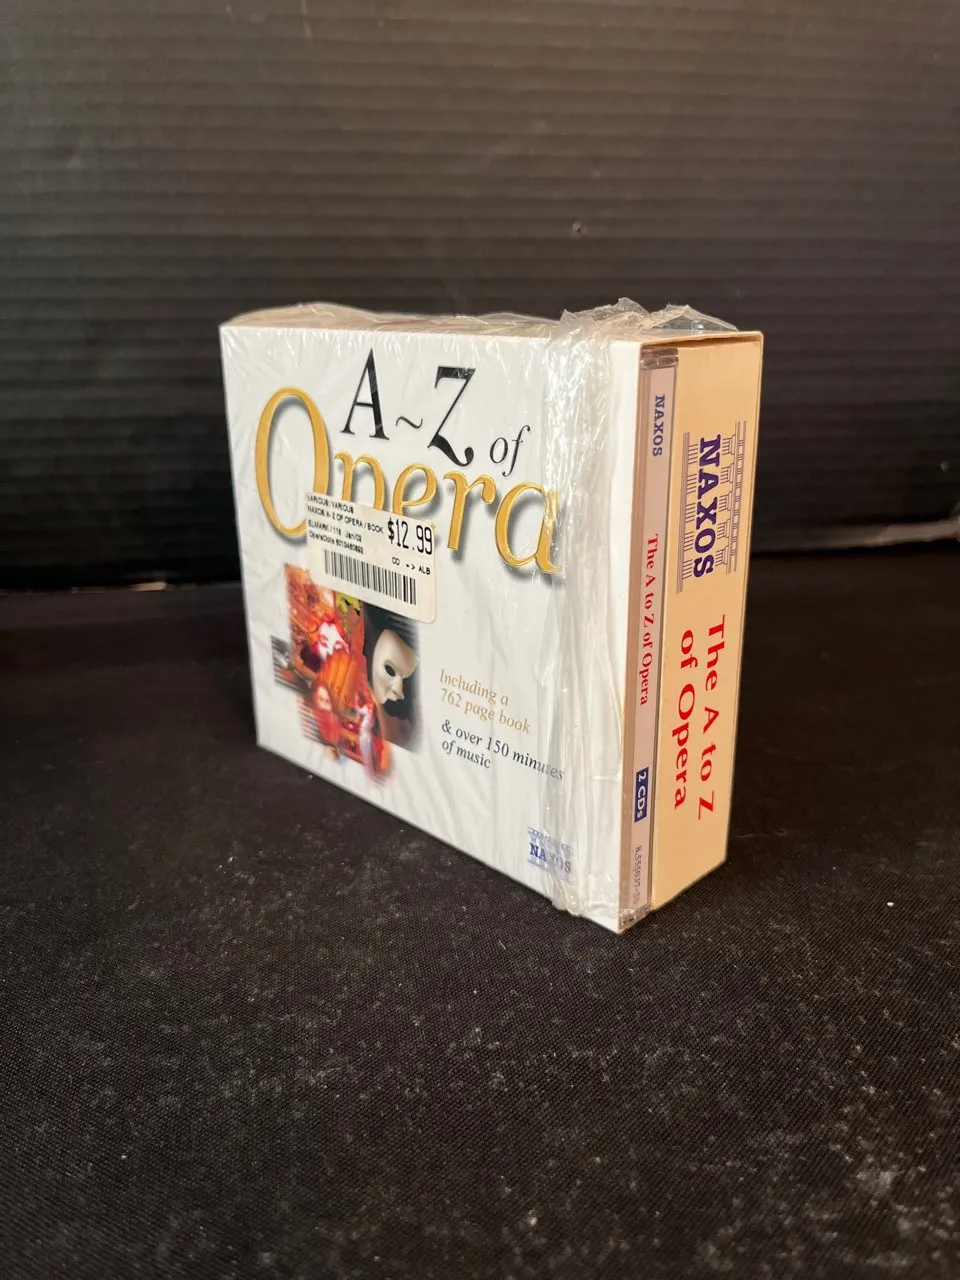 A~Z of
Opera
VARIOUS; VARIOUS
NAXOS A-Z OF OPERA / BOOK
$12.99
CD -> ALB
Including a
762 page book
& over 150 minutes
of music
NAXOS
NAXOS
The A to Z of Opera
2 CDs
NAXOS
The A to Z
of Opera